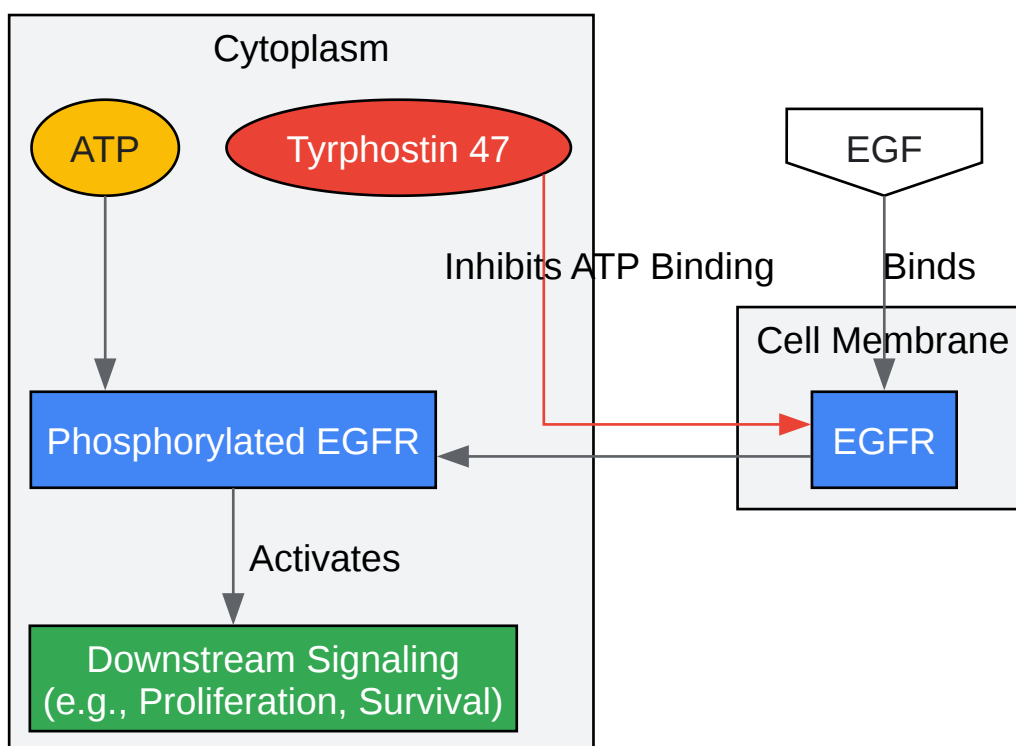 Cytoplasm
ATP
Tyrphostin 47
EGF
Inhibits ATP Binding
Binds
Cell Membrane
Phosphorylated EGFR
EGFR
Activates
Downstream Signaling
(e.g., Proliferation, Survival)